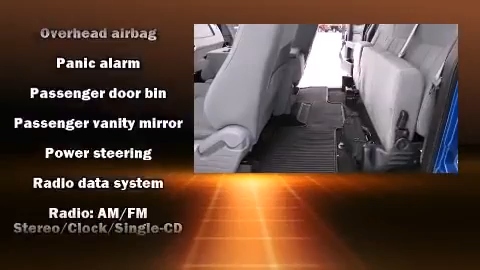 Overhead airbag
Panic alarm
Passenger door bin
Passenger vanity mirror
Power steering
Radio data system
Radio: AM/FM
Stereo/Clock/Single-CD